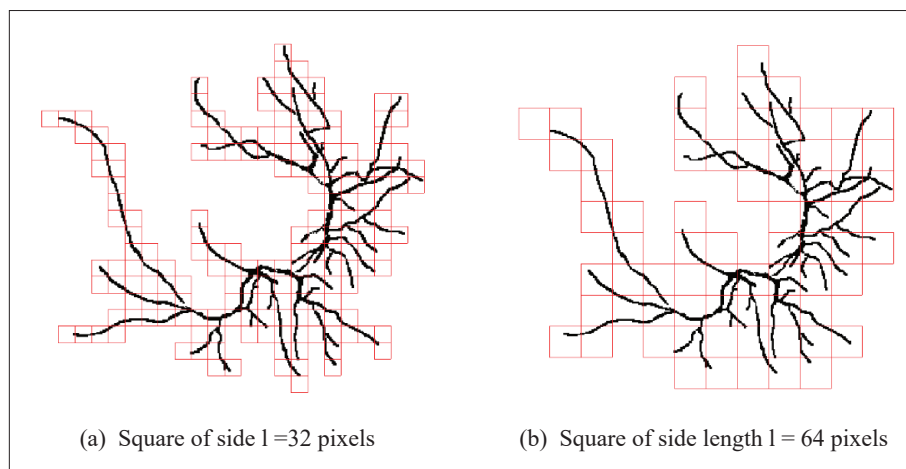 (a) Square of side l =32 pixels
(b) Square of side length l = 64 pixels